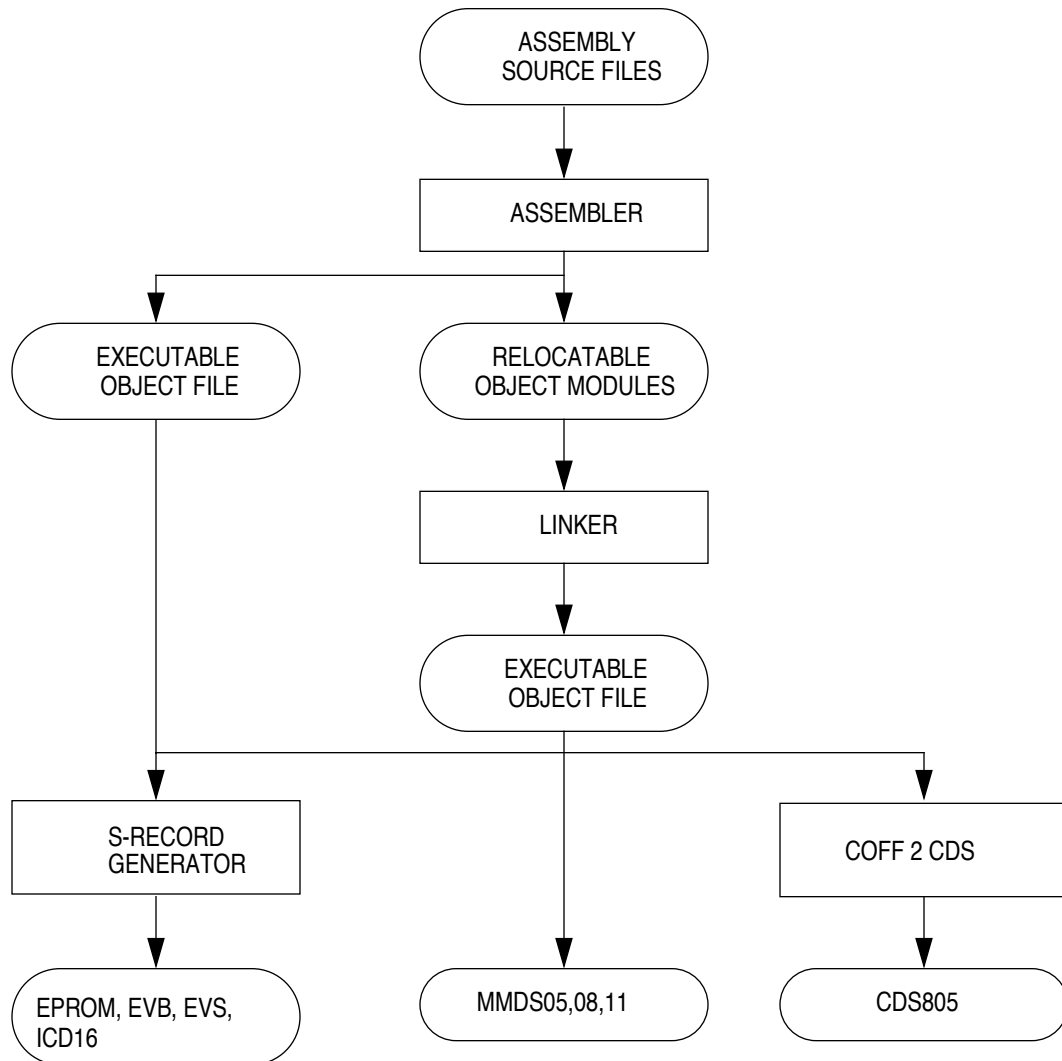 ASSEMBLY
SOURCE FILES
ASSEMBLER
EXECUTABLE
OBJECT FILE
RELOCATABLE
OBJECT MODULES
LINKER
EXECUTABLE
OBJECT FILE
S-RECORD
GENERATOR
COFF 2 CDS
EPROM, EVB, EVS,
ICD16
MMDS05,08,11
CDS805